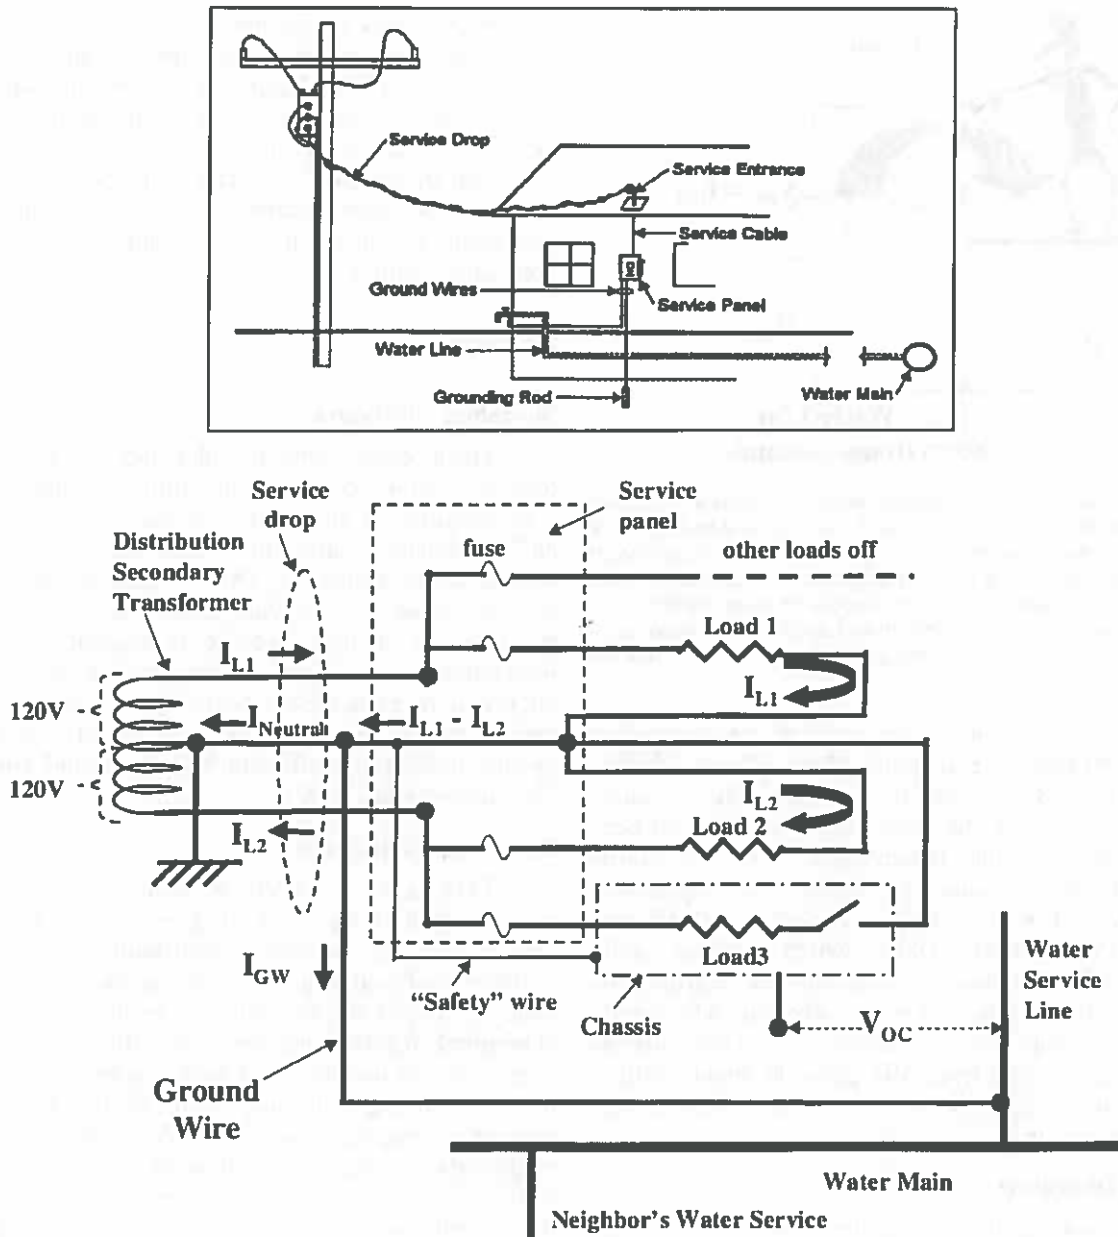 Service Drop
Service Entrance
Service Cable
Ground Wires
Service Panel
Water Line
Water Main
Grounding Rod
Service
drop
Service
panel
Distribution
Secondary
Transformer
fuse
other loads off
Load 1
I_L1
I_L1
120V
I_Neutral
I_L1 - I_L2
120V
I_L2
I_L2
Load 2
Load3
I_GW
"Safety" wire
Chassis
V_OC
Water
Service
Line
Ground
Wire
Water Main
Neighbor's Water Service